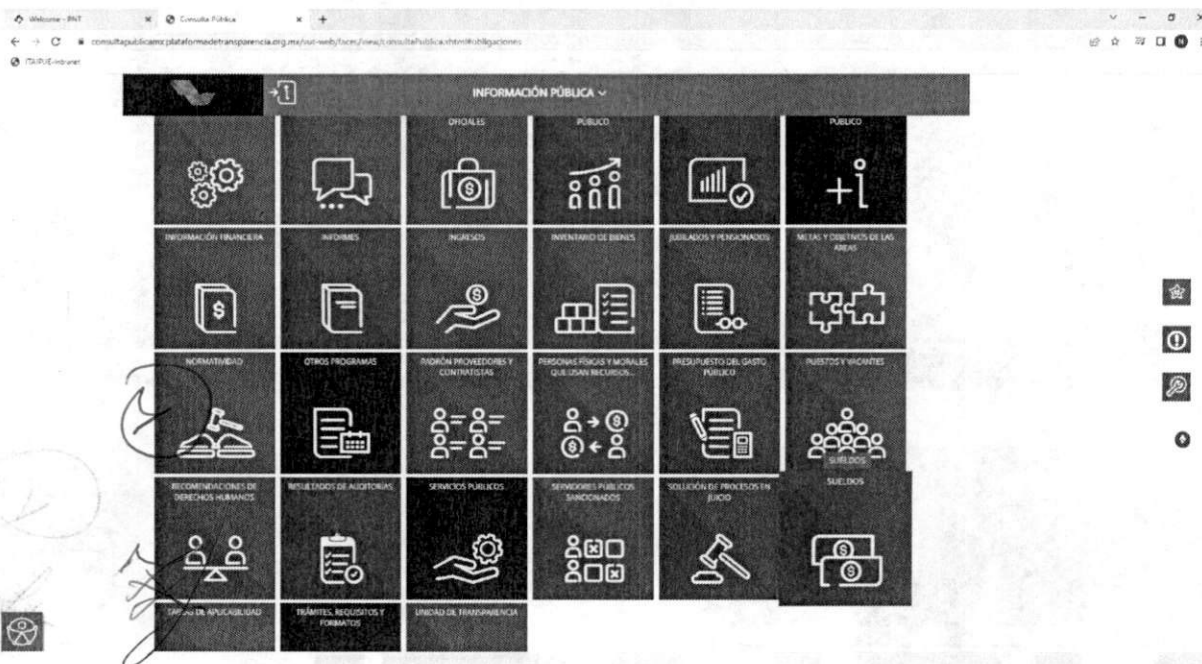 Welcome - PNT
Consulta Pública
consultapublicamx.plataformadetransparencia.org.mx/vut-web/faces/view/consultaPublica.xhtml#obligaciones
ITAIPUE-Intranet
INFORMACIÓN PÚBLICA
OFICIALES
PÚBLICO
PÚBLICO
INFORMACIÓN FINANCIERA
INFORMES
INGRESOS
INVENTARIO DE BIENES
JUBILADOS Y PENSIONADOS
METAS Y OBJETIVOS DE LAS
ÁREAS
NORMATIVIDAD
OTROS PROGRAMAS
PADRÓN PROVEEDORES Y
CONTRATISTAS
PERSONAS FÍSICAS Y MORALES
QUE USAN RECURSOS...
PRESUPUESTO DEL GASTO
PÚBLICO
PUESTOS Y VACANTES
RECOMENDACIONES DE
DERECHOS HUMANOS
RESULTADOS DE AUDITORÍAS
SERVICIOS PÚBLICOS
SERVIDORES PÚBLICOS
SANCIONADOS
SOLUCIÓN DE PROCESOS EN
JUICIO
SUELDOS
SUELDOS
TABLAS DE APLICABILIDAD
TRÁMITES, REQUISITOS Y
FORMATOS
UNIDAD DE TRANSPARENCIA